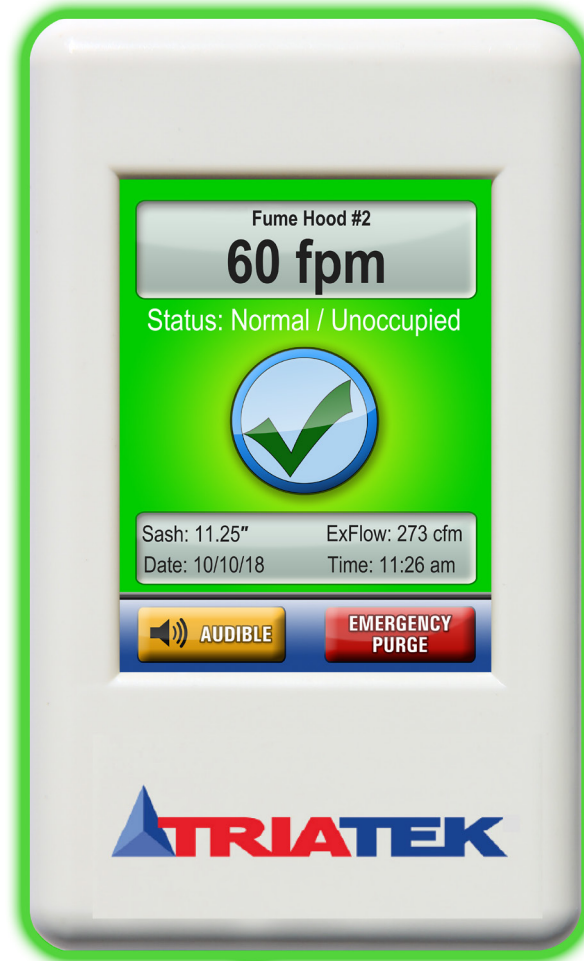 Fume Hood #2
60 fpm
Status: Normal / Unoccupied
Sash: 11.25" ExFlow: 273 cfm
Date: 10/10/18 Time: 11:26 am
AUDIBLE EMERGENCY PURGE
TRIATEK